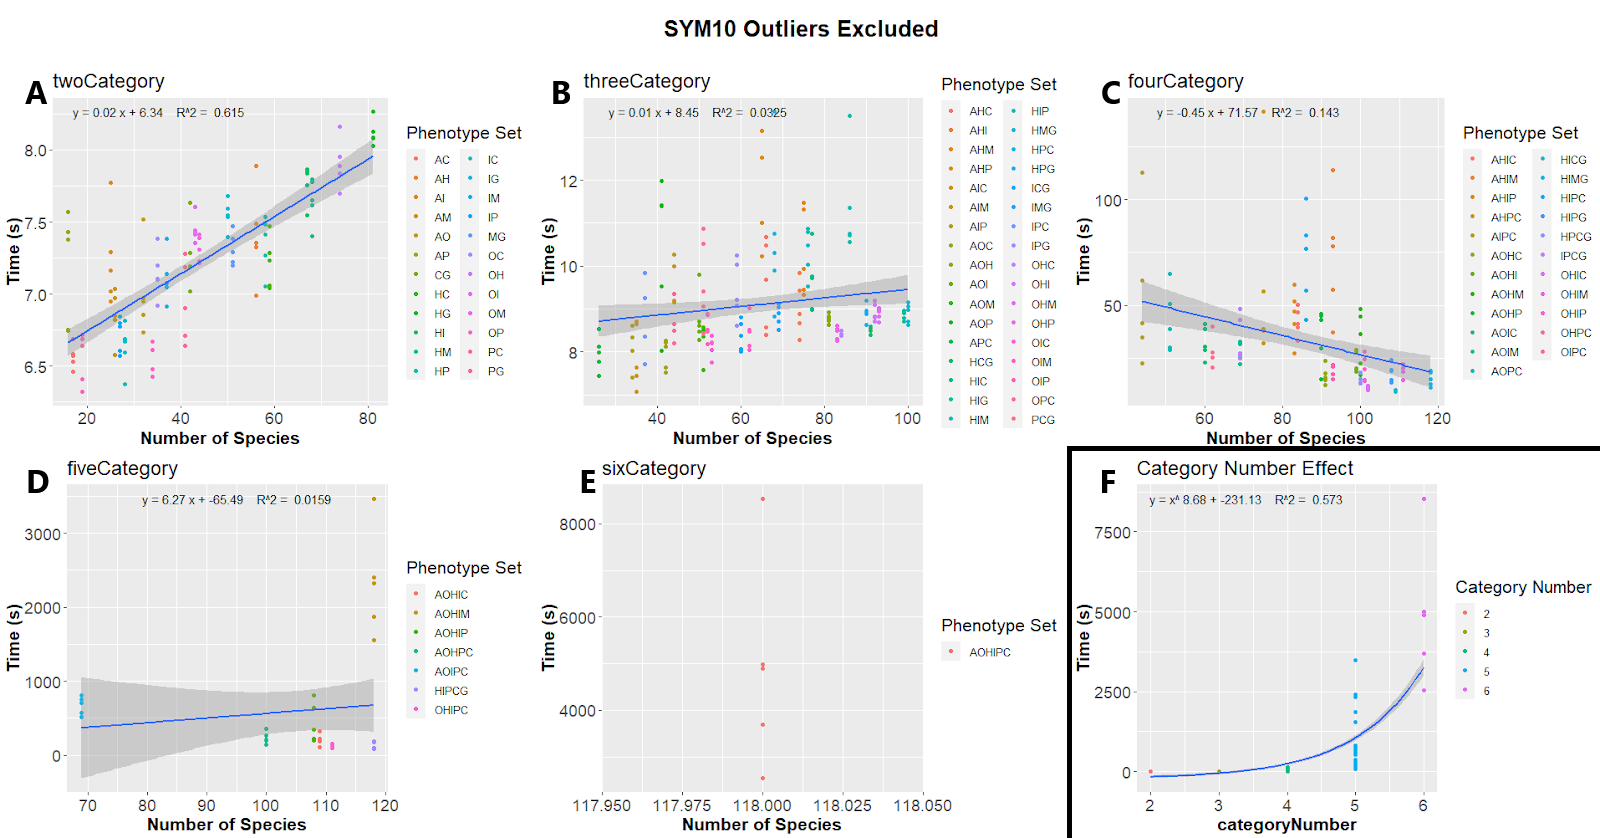 SYM10 Outliers Excluded
A
twoCategory
y = 0.02 x + 6.34 R^2 = 0.615
8.0
7.5
7.0
6.5
20 40 60 80
Time (s)
Number of Species
Phenotype Set
AC IC
AH IG
AI IM
AM IP
AO MG
AP OC
CG OH
HC OI
HG OM
HI OP
HM PC
HP PG
B
threeCategory
y = 0.01 x + 8.45 R^2 = 0.0325
12
10
8
40 60 80 100
Time (s)
Number of Species
Phenotype Set
AHC HIP
AHI HMG
AHM HPC
AHP HPG
AIC ICG
AIM IMG
AIP IPC
AOC IPG
AOH OHC
AOI OHI
AOM OHM
AOP OHP
APC OIC
HCG OIM
HIC OIP
HIG OPC
HIM PCG
C
fourCategory
y = -0.45 x + 71.57 R^2 = 0.143
100
50
60 80 100 120
Time (s)
Number of Species
Phenotype Set
AHIC HICG
AHIM HIMG
AHIP HIPC
AHPC HIPG
AIPC HPCG
AOHC IPCG
AOHI OHIC
AOHM OHIM
AOHP OHIP
AOIC OHPC
AOIM OIPC
AOPC
D
fiveCategory
y = 6.27 x + -65.49 R^2 = 0.0159
3000
2000
1000
0
70 80 90 100 110 120
Time (s)
Number of Species
Phenotype Set
AOHIC
AOHIM
AOHIP
AOHPC
AOIPC
HIPCG
OHIPC
E
sixCategory
8000
6000
4000
117.950 117.975 118.000 118.025 118.050
Time (s)
Number of Species
Phenotype Set
AOHIPC
F
Category Number Effect
y = x^ 8.68 + -231.13 R^2 = 0.573
7500
5000
2500
0
2 3 4 5 6
Time (s)
categoryNumber
Category Number
2
3
4
5
6